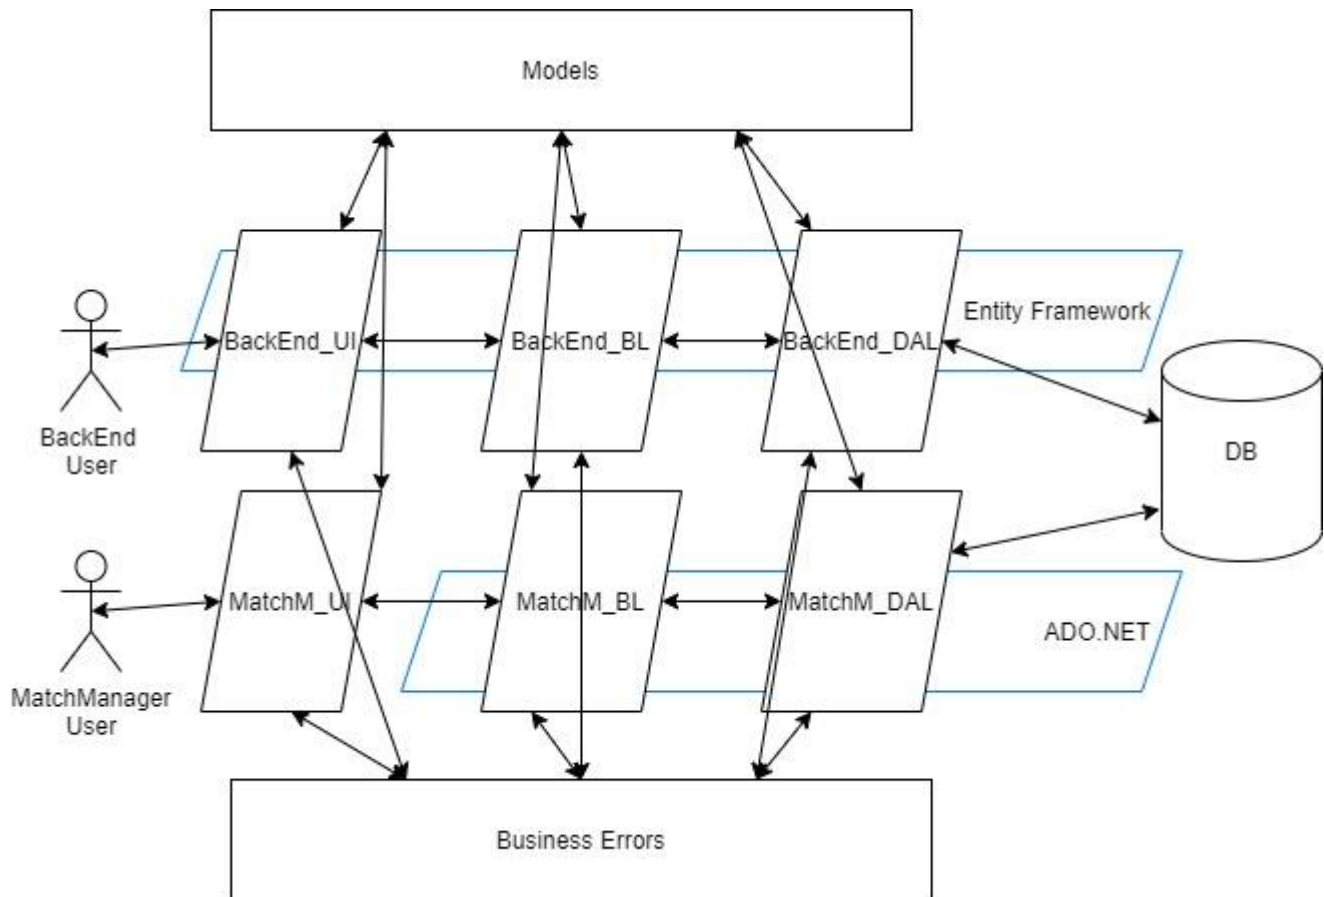 Models
Entity Framework
BackEnd_UI
BackEnd_BL
BackEnd_DAL
BackEnd
User
DB
MatchM_UI
MatchM_BL
MatchM_DAL
ADO.NET
MatchManager
User
Business Errors